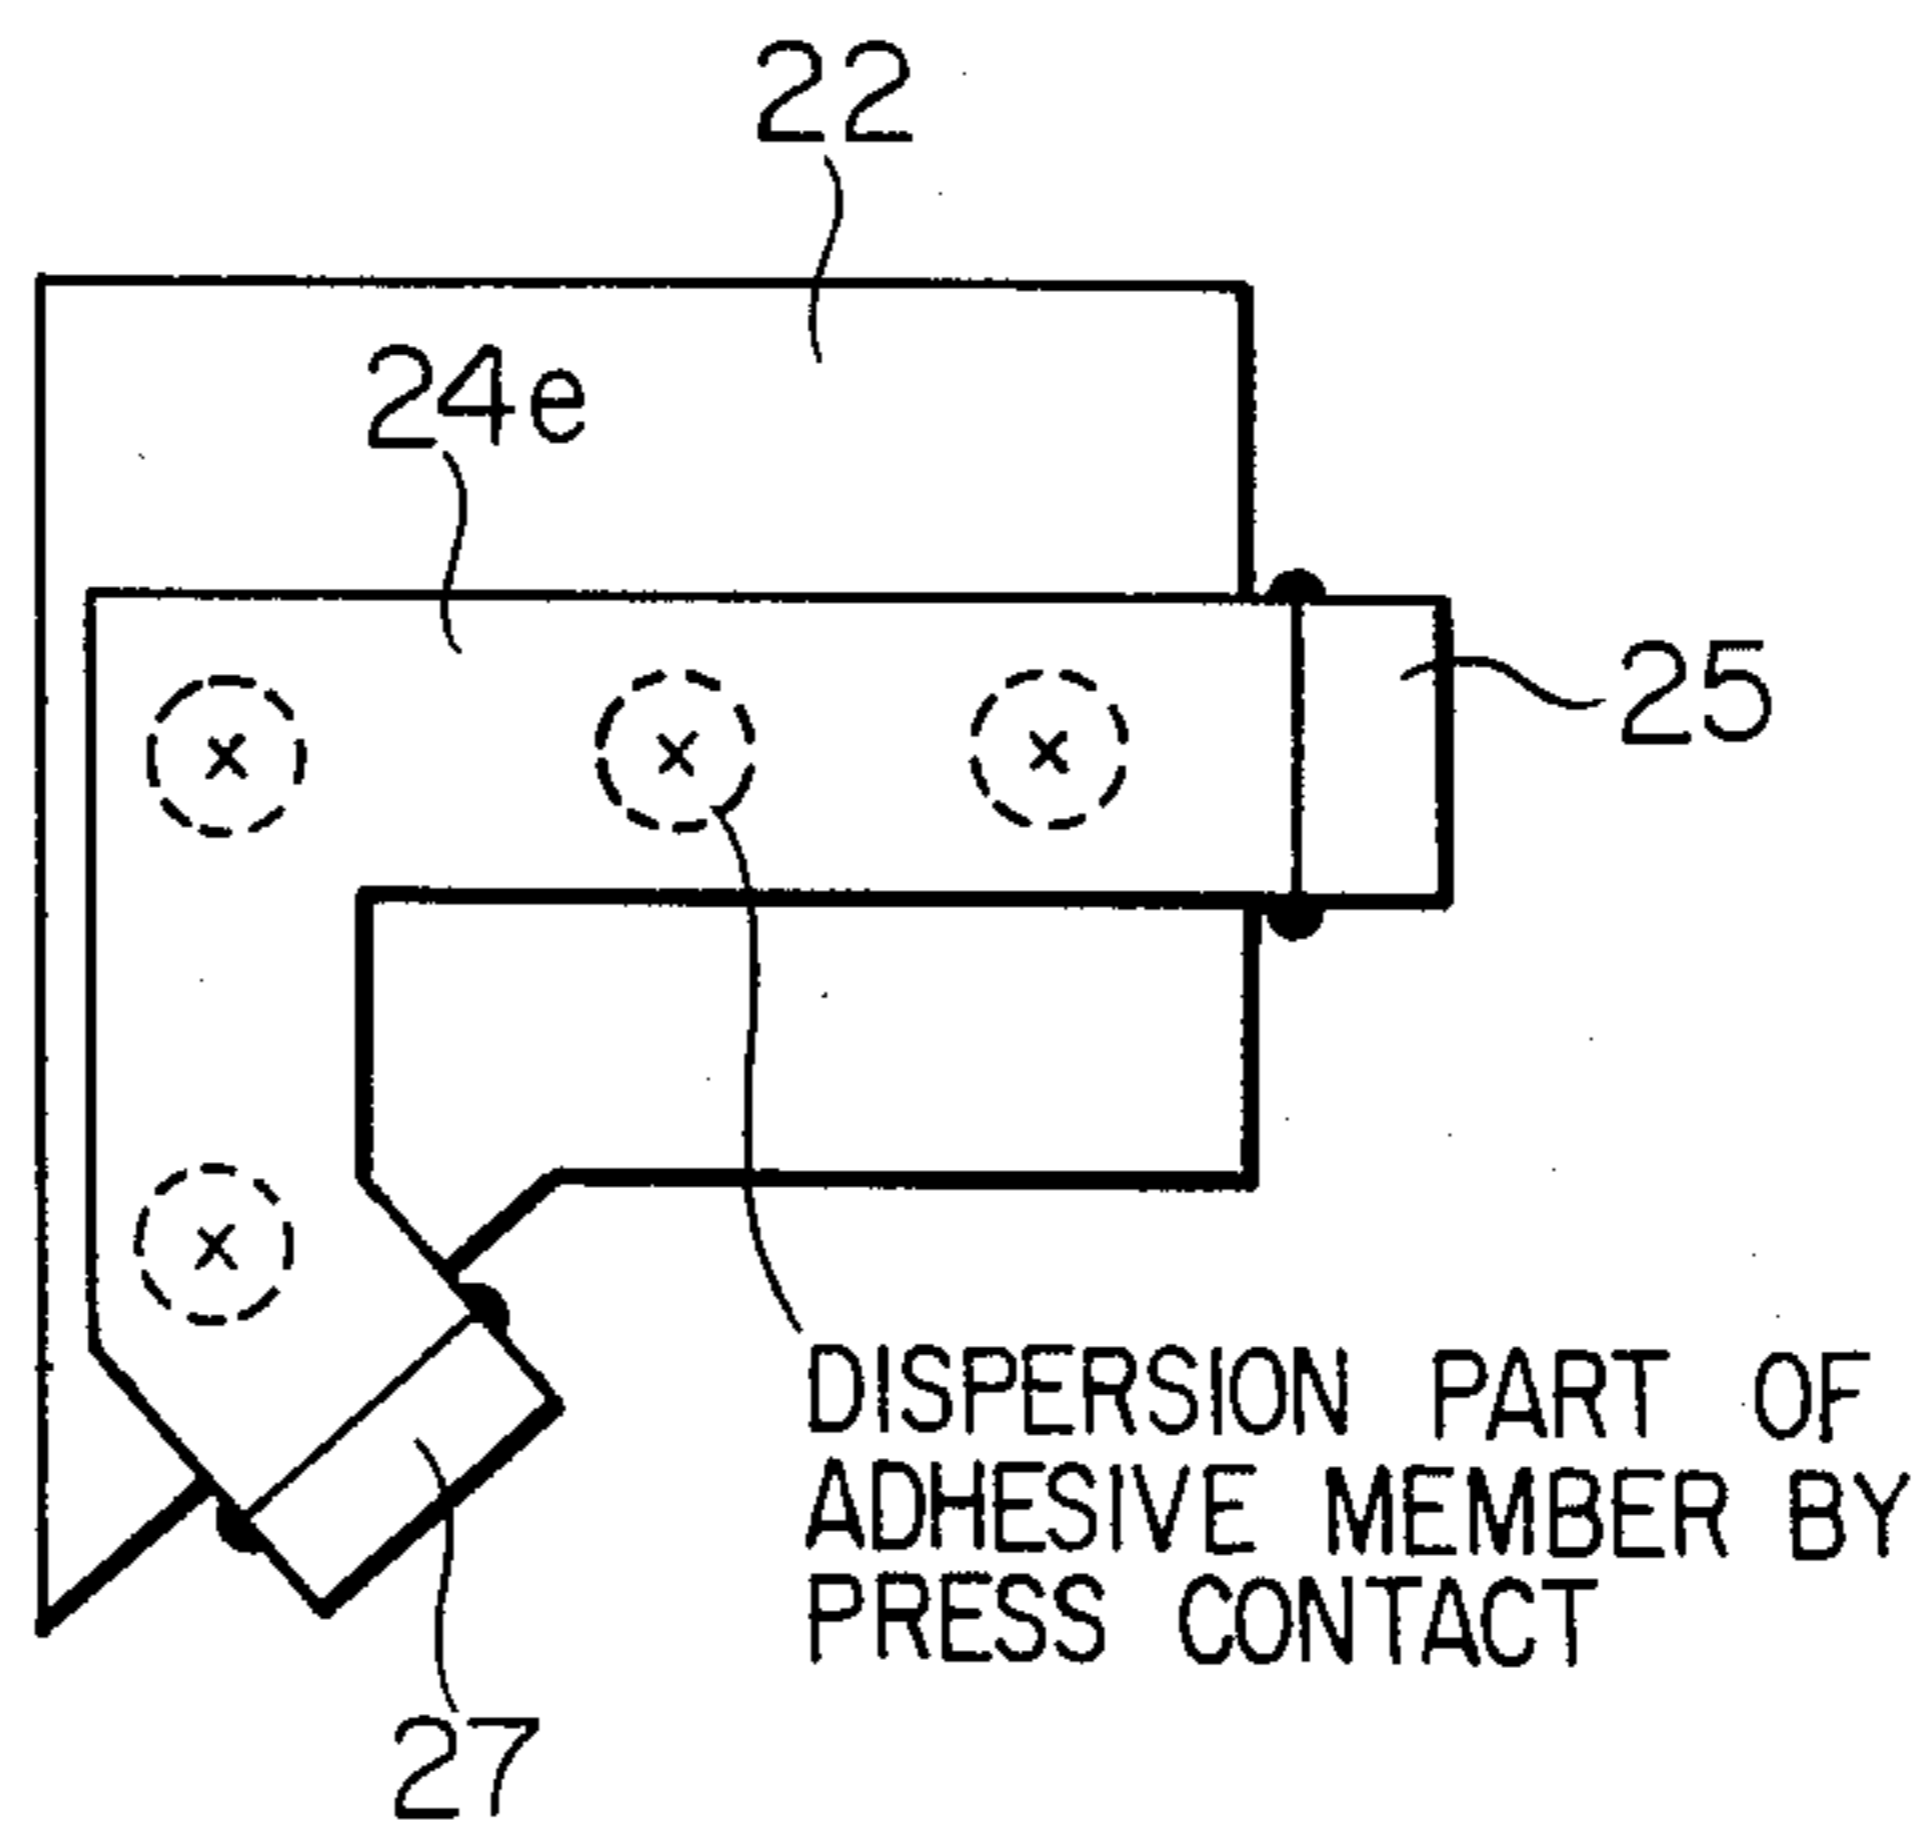 22
24e
25
DISPERSION PART OF
ADHESIVE MEMBER BY
PRESS CONTACT
27